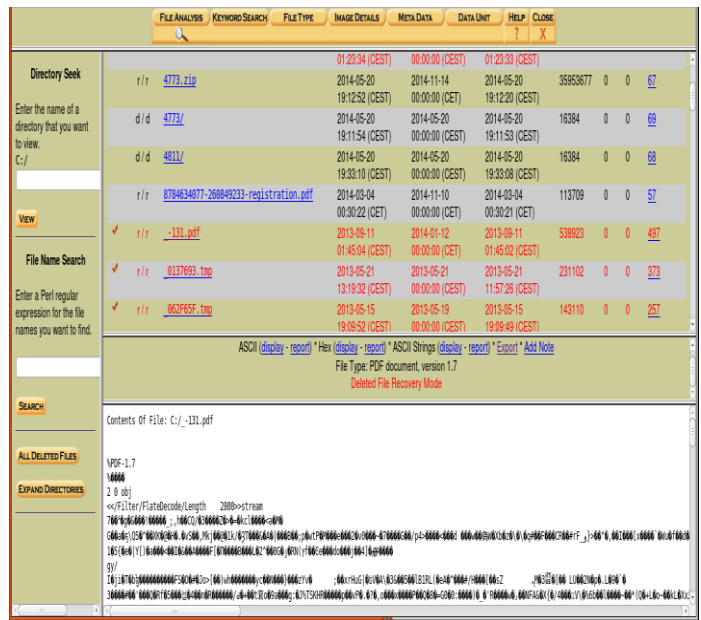 FILE ANALYSIS KEYWORD SEARCH FILE TYPE IMAGE DETAILS META DATA DATA UNIT HELP CLOSE
? X
Directory Seek
Enter the name of a
directory that you want
to view.
C:/
VIEW
File Name Search
Enter a Perl regular
expression for the file
names you want to find.
SEARCH
ALL DELETED FILES
EXPAND DIRECTORIES
01:23:34 (CEST) 00:00:00 (CEST) 01:23:33 (CEST)
r / r 4773.zip 2014-05-20 2014-11-14 2014-05-20 35953677 0 0 67
19:12:52 (CEST) 00:00:00 (CET) 19:12:20 (CEST)
d / d 4773/ 2014-05-20 2014-05-20 2014-05-20 16384 0 0 69
19:11:54 (CEST) 00:00:00 (CEST) 19:11:53 (CEST)
d / d 4811/ 2014-05-20 2014-05-20 2014-05-20 16384 0 0 68
19:33:10 (CEST) 00:00:00 (CEST) 19:33:08 (CEST)
r / r 8784634077-260849233-registration.pdf 2014-03-04 2014-11-10 2014-03-04 113709 0 0 57
00:30:22 (CET) 00:00:00 (CET) 00:30:21 (CET)
r / r _-131.pdf 2013-09-11 2014-01-12 2013-09-11 538923 0 0 497
01:45:04 (CEST) 00:00:00 (CET) 01:45:02 (CEST)
r / r _0137693.tmp 2013-05-21 2013-05-21 2013-05-21 231102 0 0 373
13:19:32 (CEST) 00:00:00 (CEST) 11:57:26 (CEST)
r / r _062F65F.tmp 2013-05-15 2013-05-19 2013-05-15 143110 0 0 257
19:09:52 (CEST) 00:00:00 (CEST) 19:09:49 (CEST)
ASCII (display - report) * Hex (display - report) * ASCII Strings (display - report) * Export * Add Note
File Type: PDF document, version 1.7
Deleted File Recovery Mode
Contents Of File: C:/_-131.pdf
%PDF-1.7
2 0 obj
<</Filter/FlateDecode/Length 2800>>stream
gy/